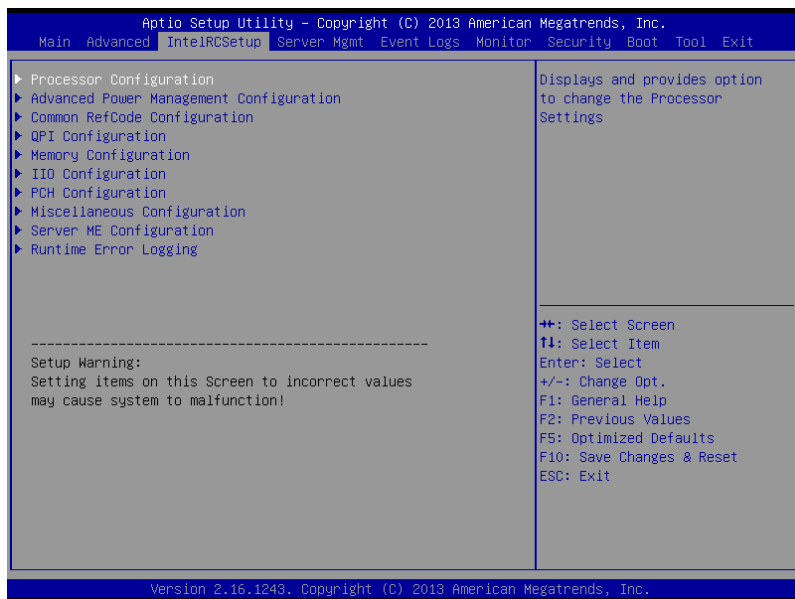 Aptio Setup Utility – Copyright (C) 2013 American Megatrends, Inc.
Main Advanced IntelRCSetup Server Mgmt Event Logs Monitor Security Boot Tool Exit
Processor Configuration
Advanced Power Management Configuration
Common RefCode Configuration
QPI Configuration
Memory Configuration
IIO Configuration
PCH Configuration
Miscellaneous Configuration
Server ME Configuration
Runtime Error Logging
--------------------------------------------------
Setup Warning:
Setting items on this Screen to incorrect values
may cause system to malfunction!
Displays and provides option
to change the Processor
Settings
→←: Select Screen
↑↓: Select Item
Enter: Select
+/-: Change Opt.
F1: General Help
F2: Previous Values
F5: Optimized Defaults
F10: Save Changes & Reset
ESC: Exit
Version 2.16.1243. Copyright (C) 2013 American Megatrends, Inc.